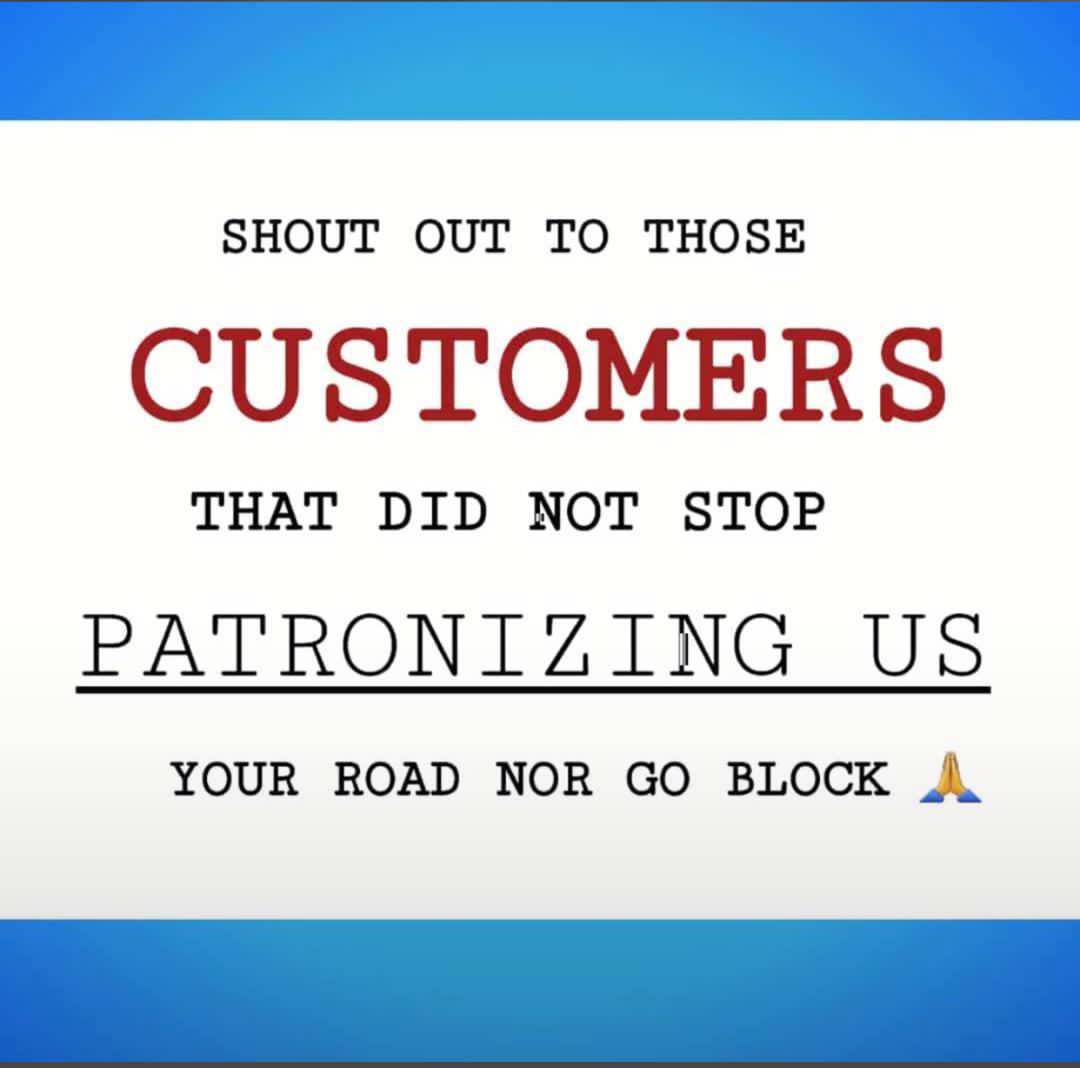 SHOUT OUT TO THOSE
CUSTOMERS
THAT DID NOT STOP
PATRONIZING US
YOUR ROAD NOR GO BLOCK 🙏